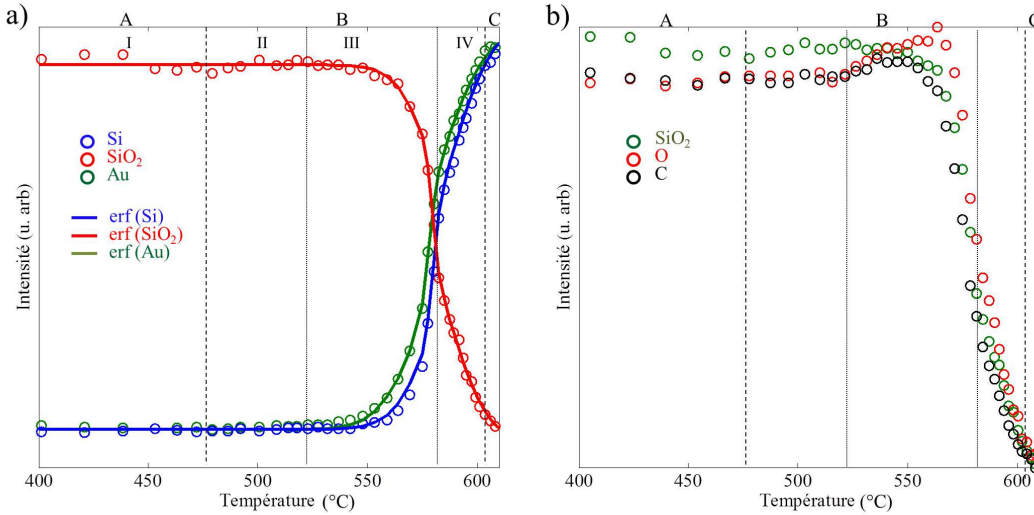 a)
A B C
I II III IV
Si
SiO2
Au
erf (Si)
erf (SiO2)
erf (Au)
Intensité (u. arb)
400 450 500 550 600
Température (°C)
b)
A B C
SiO2
O
C
Intensité (u. arb)
400 450 500 550 600
Température (°C)